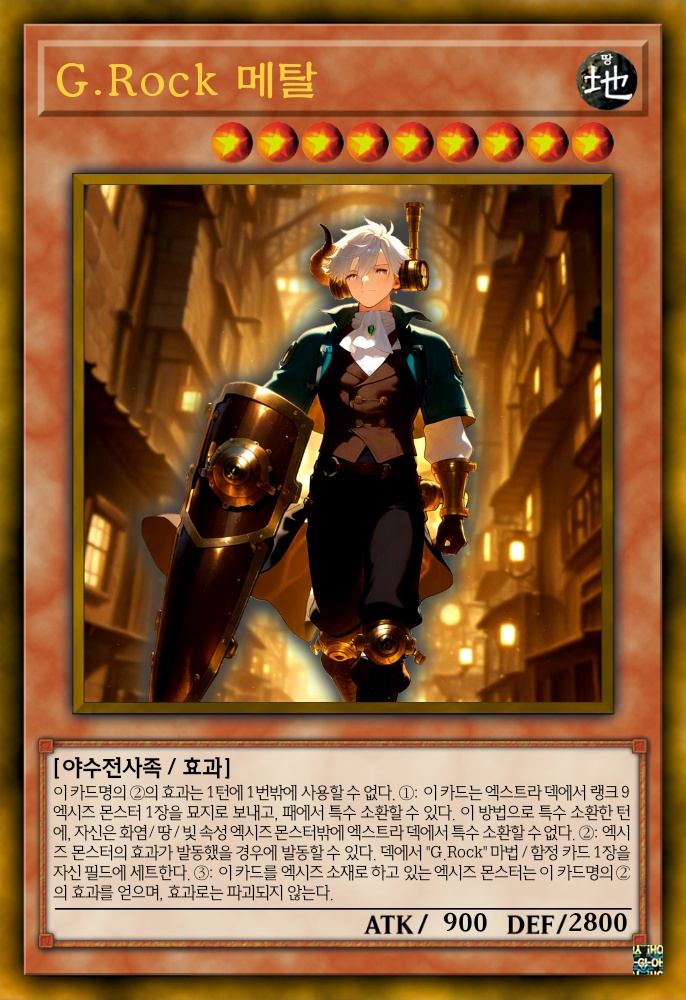 G.Rock 메탈
땅
地
[야수전사족 / 효과]
이 카드명의 ②의 효과는 1턴에 1번밖에 사용할 수 없다. ①: 이 카드는 엑스트라 덱에서 랭크 9
엑시즈 몬스터 1장을 묘지로 보내고, 패에서 특수 소환할 수 있다. 이 방법으로 특수 소환한 턴
에, 자신은 화염 / 땅 / 빛 속성 엑시즈 몬스터밖에 엑스트라 덱에서 특수 소환할 수 없다. ②: 엑시
즈 몬스터의 효과가 발동했을 경우에 발동할 수 있다. 덱에서 "G.Rock" 마법 / 함정 카드 1장을
자신 필드에 세트한다. ③: 이 카드를 엑시즈 소재로 하고 있는 엑시즈 몬스터는 이 카드명의 ②
의 효과를 얻으며, 효과로는 파괴되지 않는다.
ATK/ 900 DEF/2800